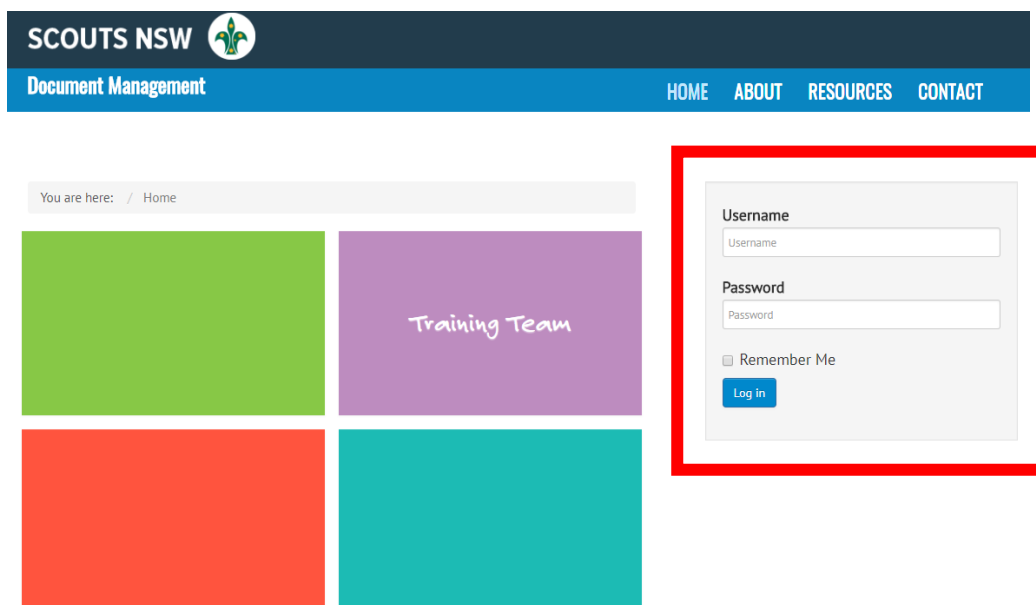 SCOUTS NSW
Document Management
HOME ABOUT RESOURCES CONTACT
You are here: / Home
Training Team
Username
Username
Password
Password
Remember Me
Log in